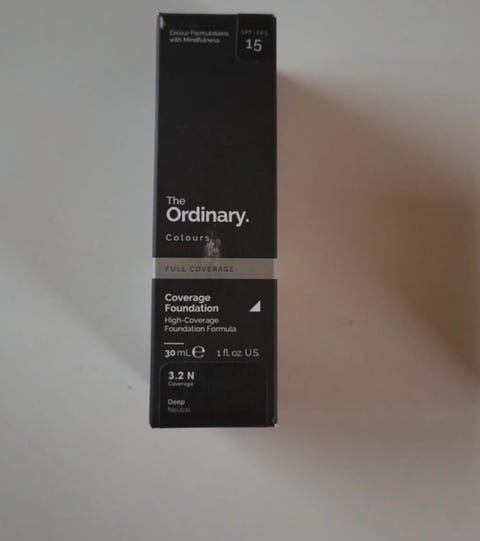 Colour Formulations
with Mindfulness.
SPF | FPS
15
The
Ordinary.
Colours
FULL COVERAGE
Coverage
Foundation
High-Coverage
Foundation Formula
30 mL ℮ 1 fl. oz. U.S.
3.2 N
Coverage
Deep
Neutral